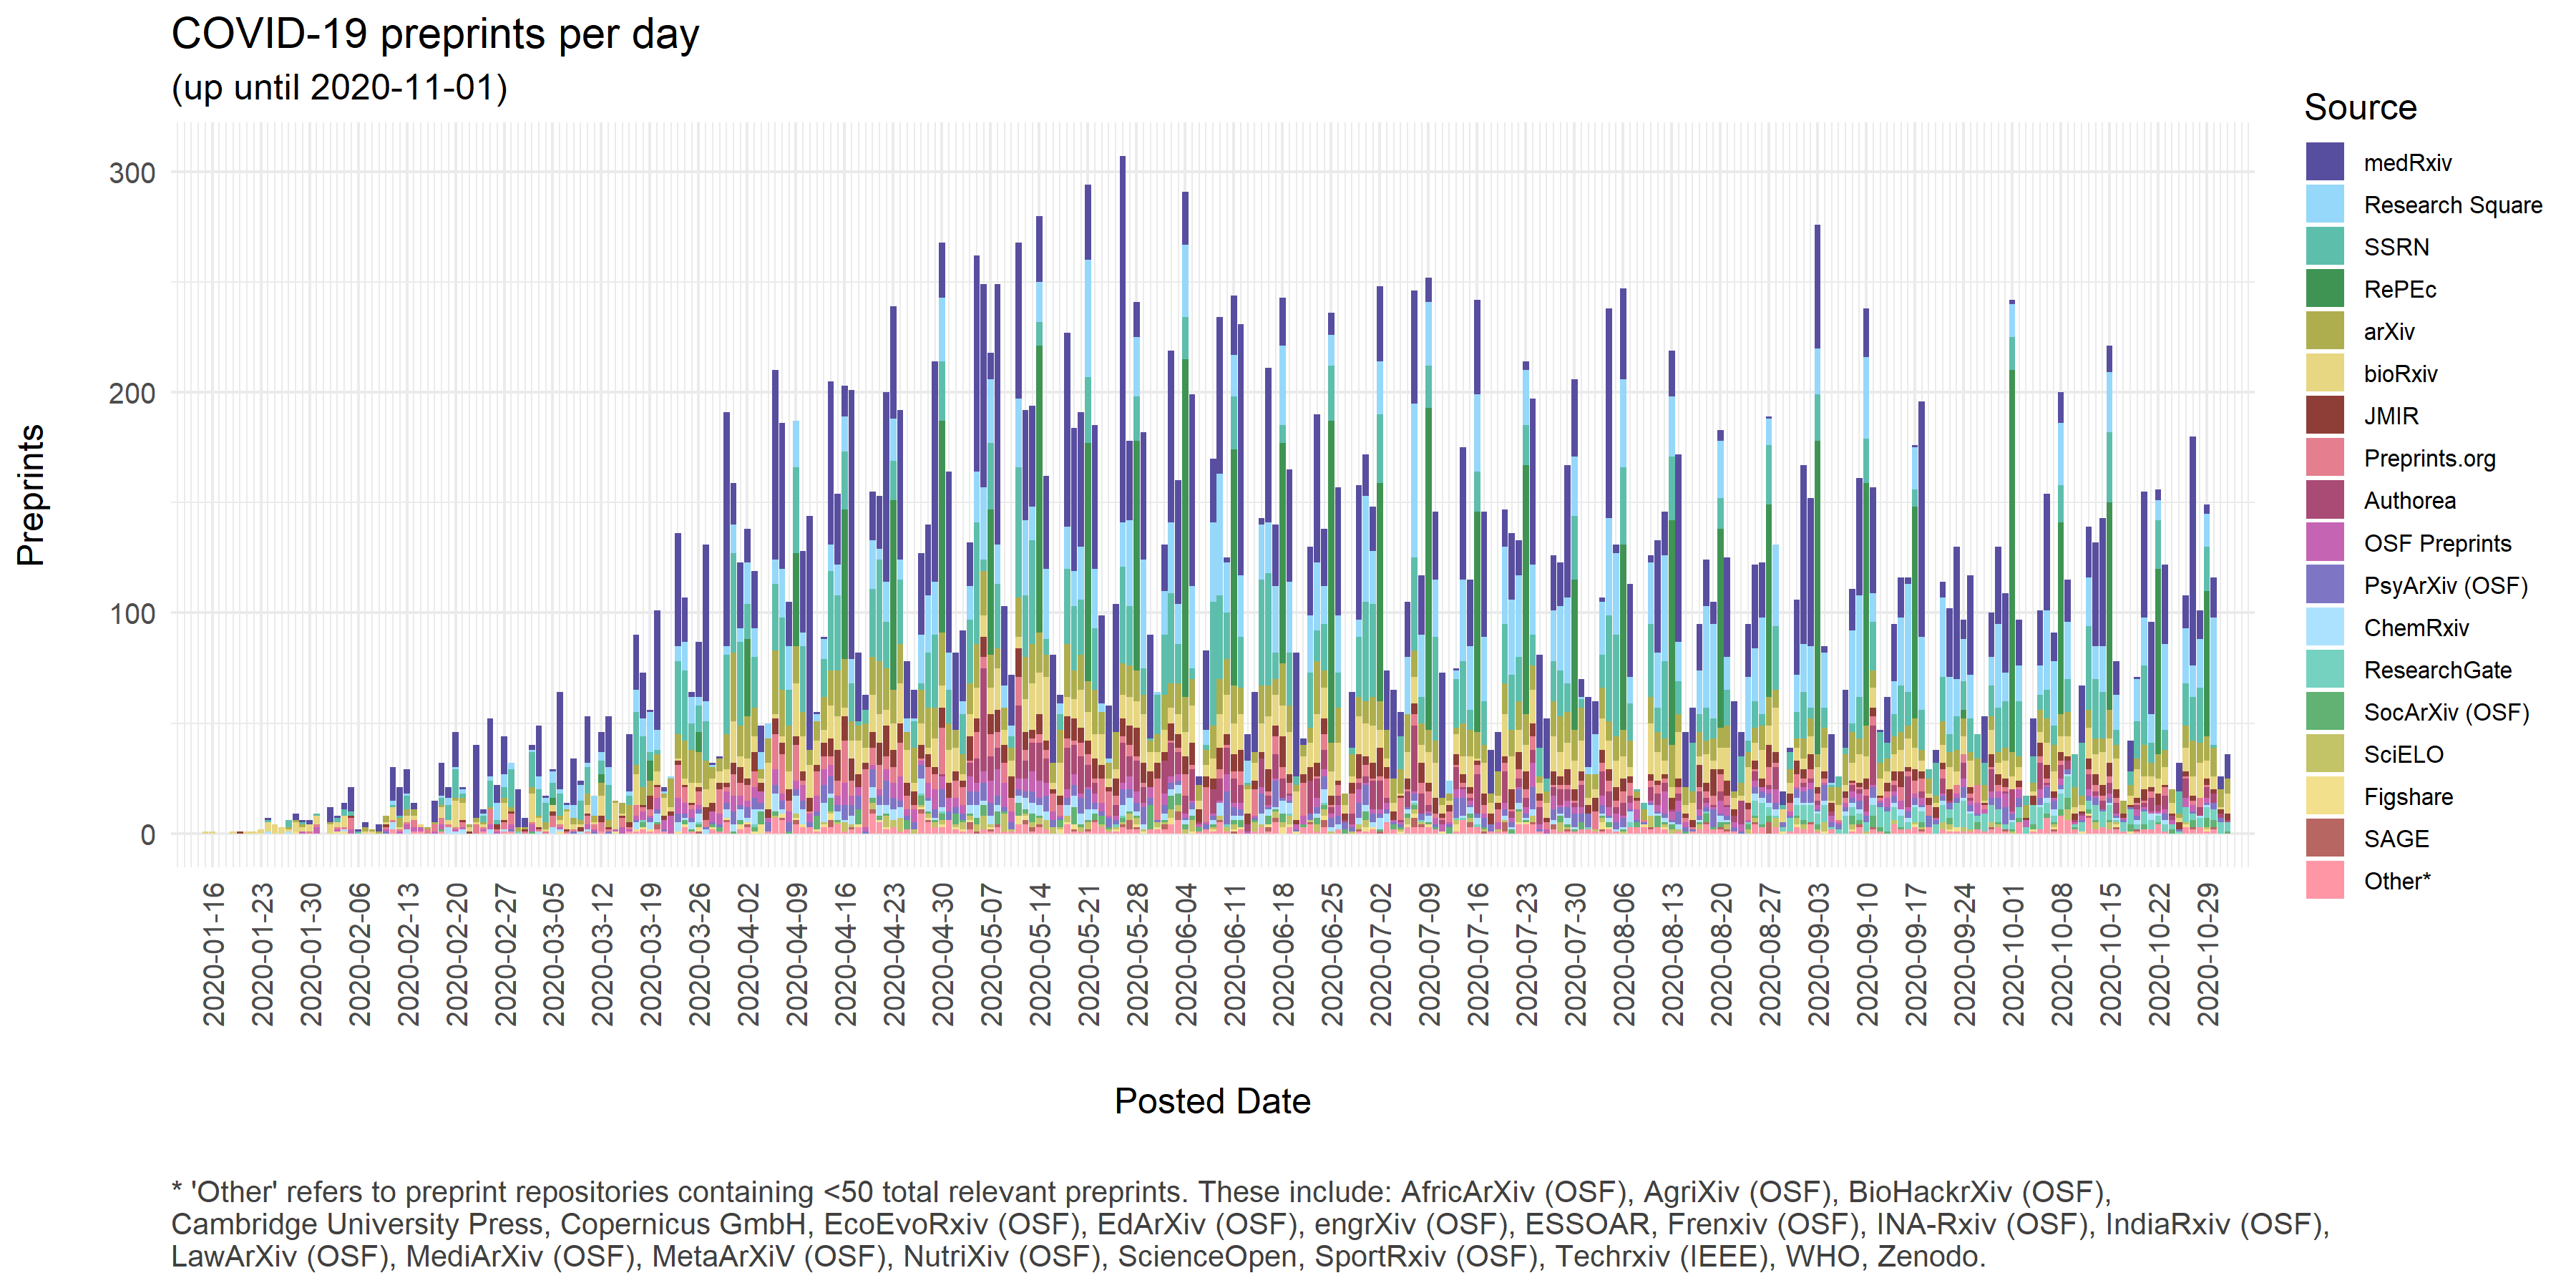 COVID-19 preprints per day
(up until 2020-11-01)
Preprints
300
200
100
0
2020-01-16
2020-01-23
2020-01-30
2020-02-06
2020-02-13
2020-02-20
2020-02-27
2020-03-05
2020-03-12
2020-03-19
2020-03-26
2020-04-02
2020-04-09
2020-04-16
2020-04-23
2020-04-30
2020-05-07
2020-05-14
2020-05-21
2020-05-28
2020-06-04
2020-06-11
2020-06-18
2020-06-25
2020-07-02
2020-07-09
2020-07-16
2020-07-23
2020-07-30
2020-08-06
2020-08-13
2020-08-20
2020-08-27
2020-09-03
2020-09-10
2020-09-17
2020-09-24
2020-10-01
2020-10-08
2020-10-15
2020-10-22
2020-10-29
Posted Date
Source
medRxiv
Research Square
SSRN
RePEc
arXiv
bioRxiv
JMIR
Preprints.org
Authorea
OSF Preprints
PsyArXiv (OSF)
ChemRxiv
ResearchGate
SocArXiv (OSF)
SciELO
Figshare
SAGE
Other*
* 'Other' refers to preprint repositories containing <50 total relevant preprints. These include: AfricArXiv (OSF), AgriXiv (OSF), BioHackrXiv (OSF),
Cambridge University Press, Copernicus GmbH, EcoEvoRxiv (OSF), EdArXiv (OSF), engrXiv (OSF), ESSOAR, Frenxiv (OSF), INA-Rxiv (OSF), IndiaRxiv (OSF),
LawArXiv (OSF), MediArXiv (OSF), MetaArXiV (OSF), NutriXiv (OSF), ScienceOpen, SportRxiv (OSF), Techrxiv (IEEE), WHO, Zenodo.